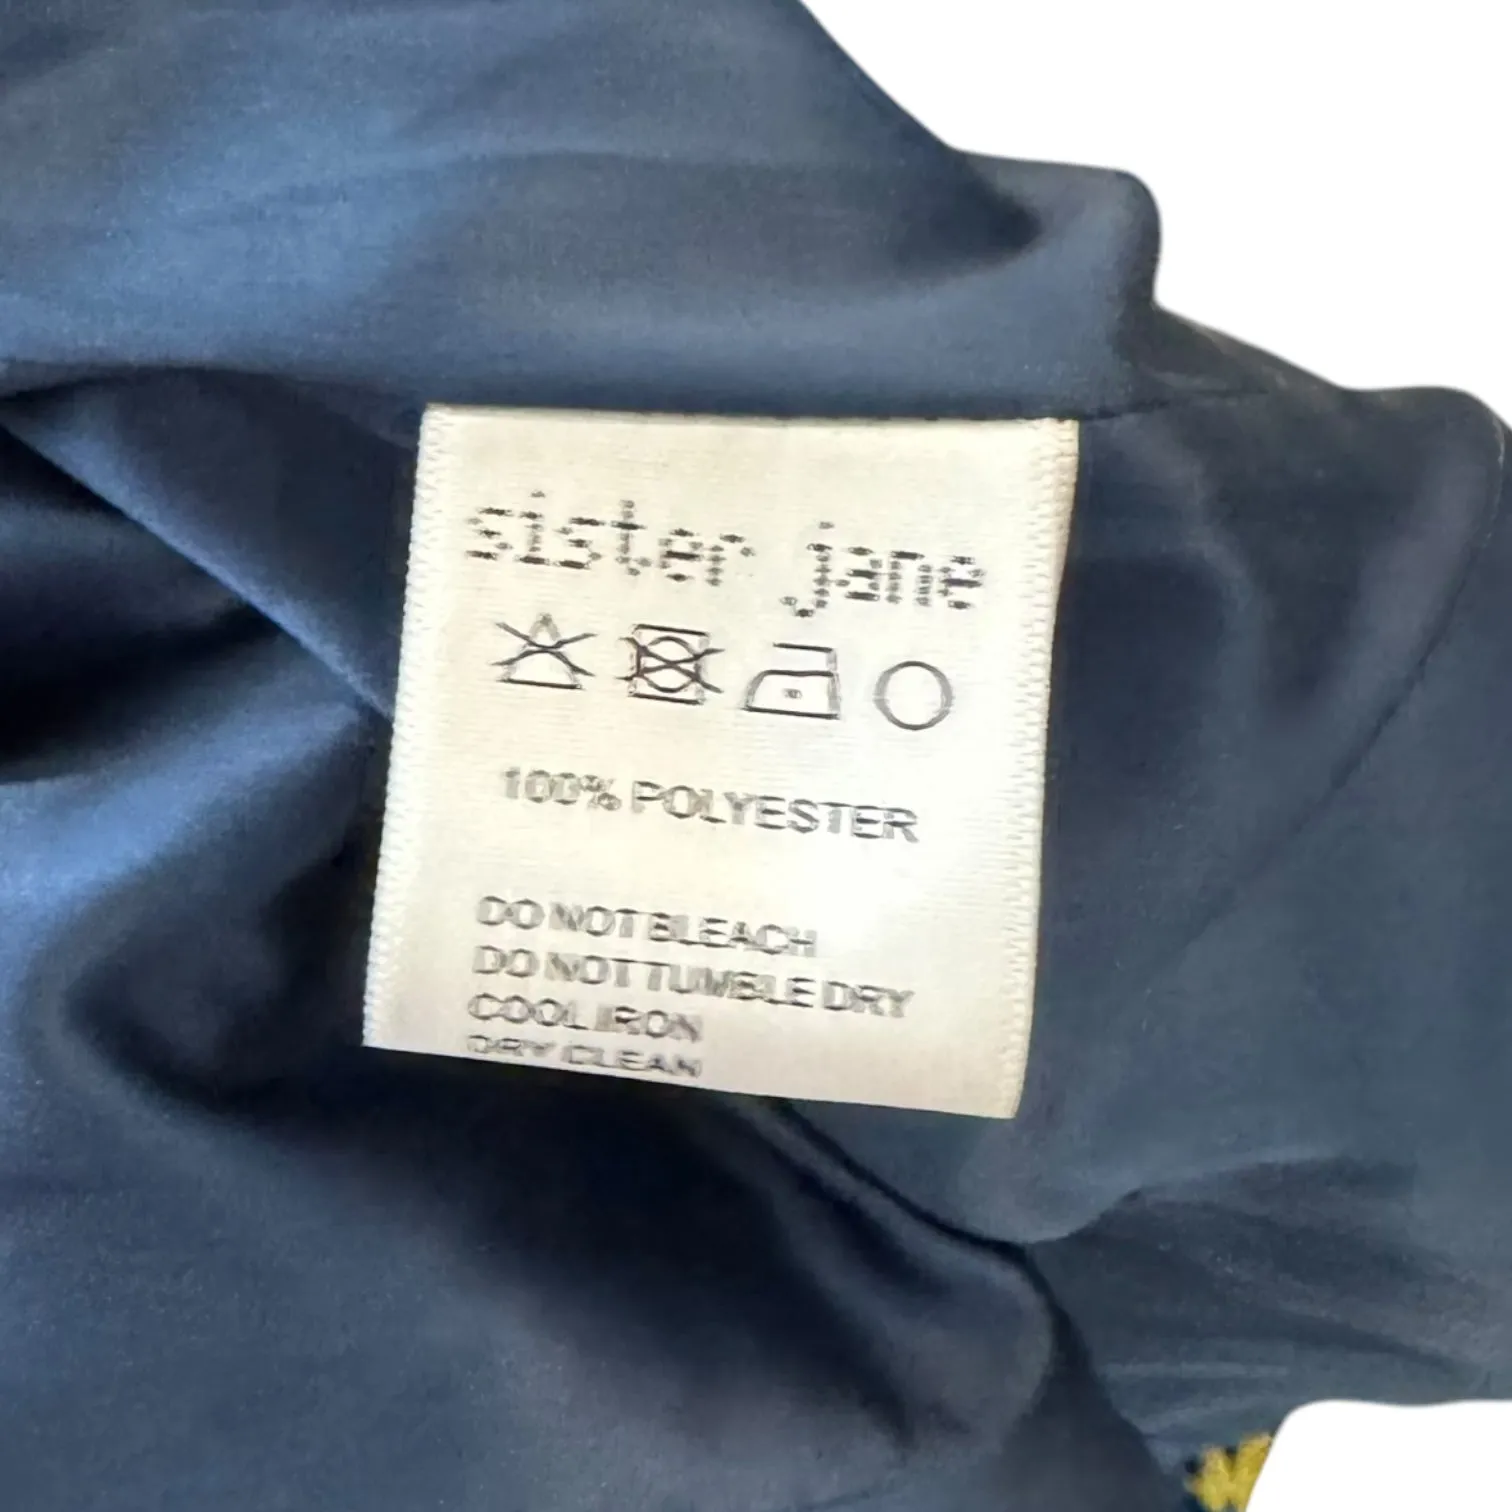 sister jane
100% POLYESTER
DO NOT BLEACH
DO NOT TUMBLE DRY
COOL IRON
DRY CLEAN